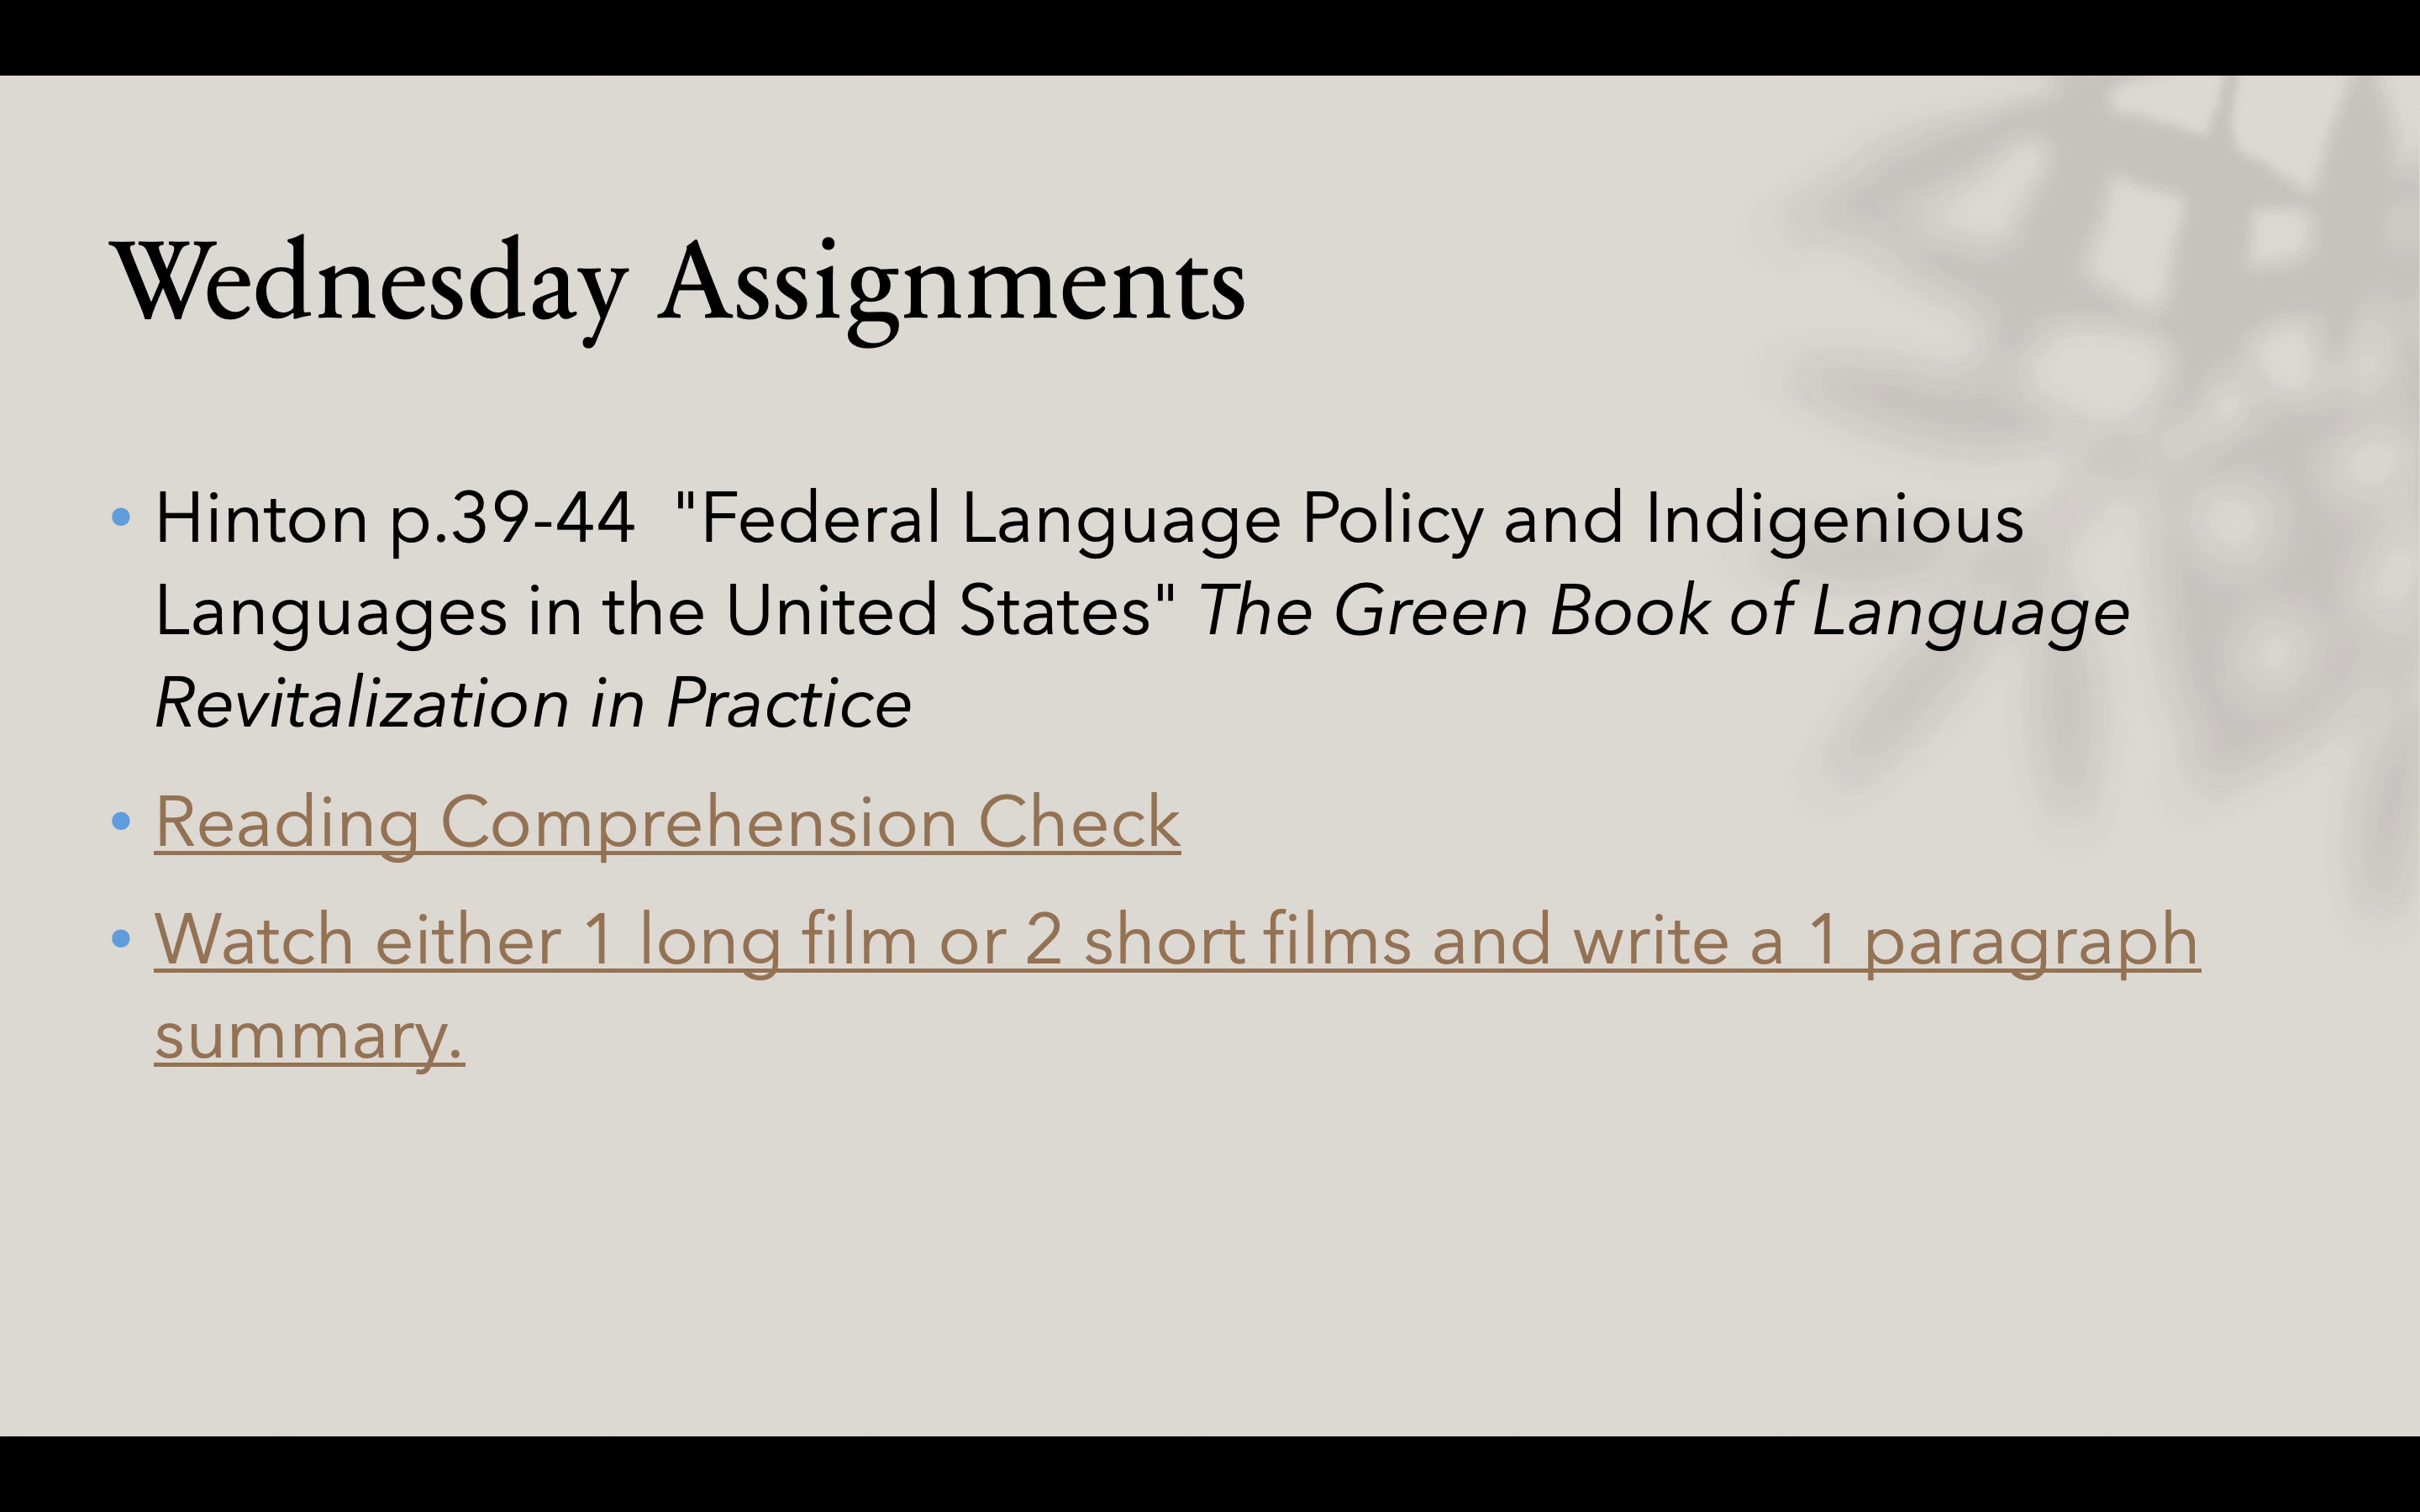 Wednesday Assignments
• Hinton p.39-44  "Federal Language Policy and Indigenious
Languages in the United States" The Green Book of Language
Revitalization in Practice
• Reading Comprehension Check
• Watch either 1 long film or 2 short films and write a 1 paragraph
summary.